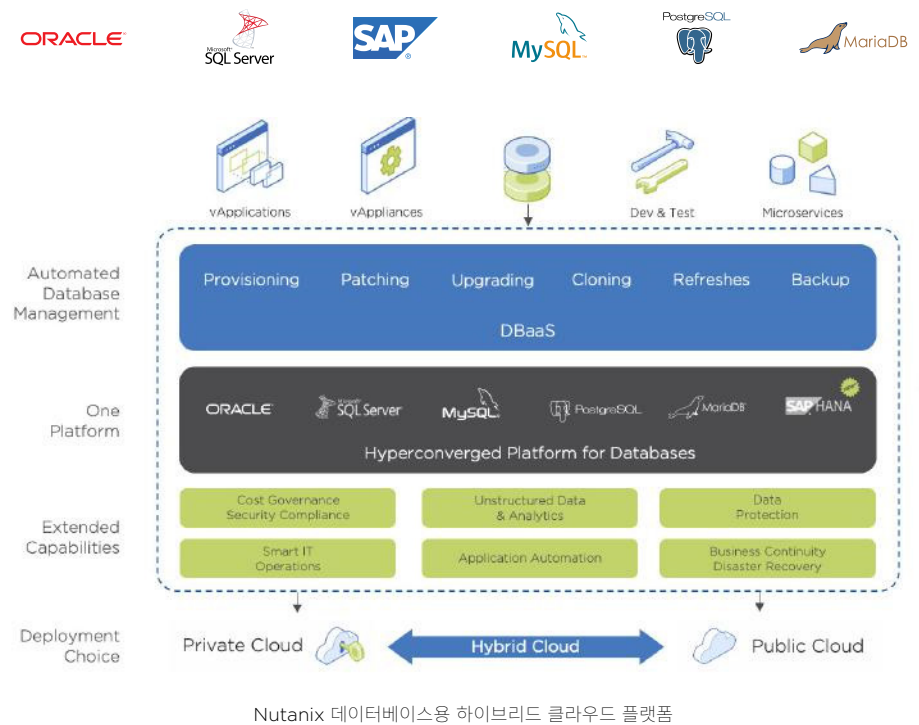 ORACLE
Microsoft
SQL Server
SAP
MySQL
PostgreSQL
MariaDB
vApplications
vAppliances
Dev & Test
Microservices
Automated
Database
Management
Provisioning
Patching
Upgrading
Cloning
Refreshes
Backup
DBaaS
One
Platform
ORACLE
SQL Server
MySQL
PostgreSQL
MariaDB
SAP HANA
Hyperconverged Platform for Databases
Extended
Capabilities
Cost Governance
Security Compliance
Unstructured Data
& Analytics
Data
Protection
Smart IT
Operations
Application Automation
Business Continuity
Disaster Recovery
Deployment
Choice
Private Cloud
Hybrid Cloud
Public Cloud
Nutanix 데이터베이스용 하이브리드 클라우드 플랫폼